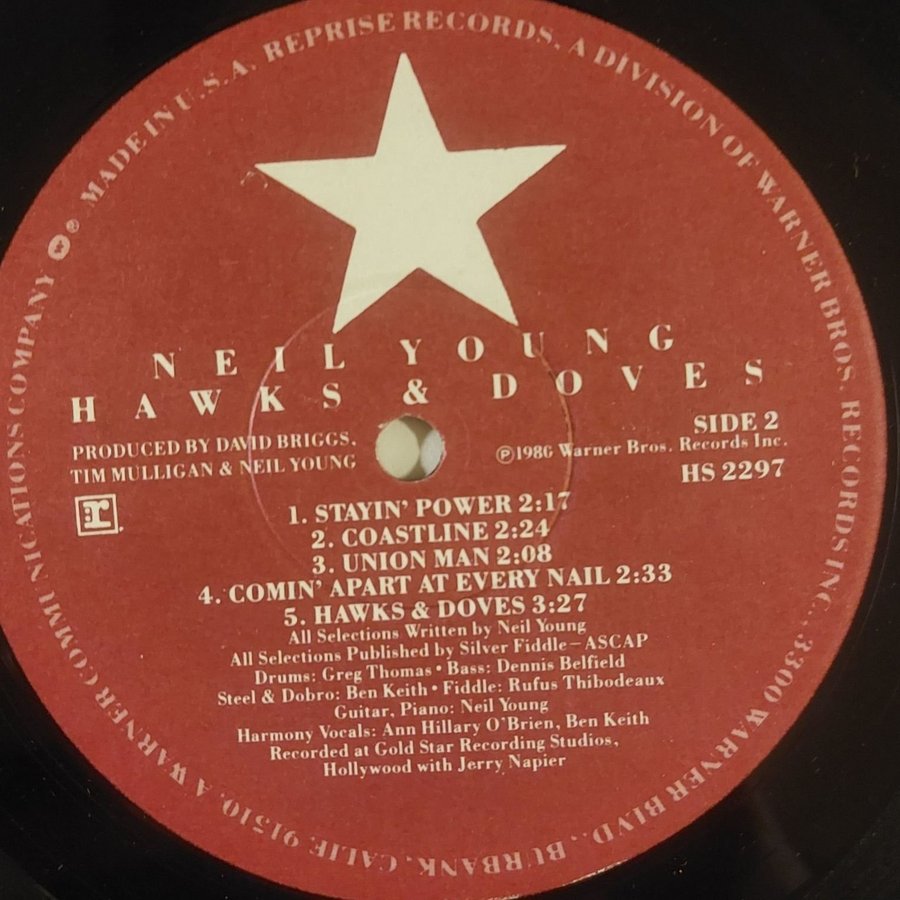 MADE IN U.S.A. REPRISE RECORDS, A DIVISION OF WARNER BROS. RECORDS INC., 3300 WARNER BLVD., BURBANK, CALIF. 91510, A WARNER COMMUNICATIONS COMPANY ®
NEIL YOUNG
HAWKS & DOVES
PRODUCED BY DAVID BRIGGS,
TIM MULLIGAN & NEIL YOUNG
SIDE 2
℗1980 Warner Bros. Records Inc.
HS 2297
r
1. STAYIN' POWER 2:17
2. COASTLINE 2:24
3. UNION MAN 2:08
4. COMIN' APART AT EVERY NAIL 2:33
5. HAWKS & DOVES 3:27
All Selections Written by Neil Young
All Selections Published by Silver Fiddle–ASCAP
Drums: Greg Thomas • Bass: Dennis Belfield
Steel & Dobro: Ben Keith • Fiddle: Rufus Thibodeaux
Guitar, Piano: Neil Young
Harmony Vocals: Ann Hillary O'Brien, Ben Keith
Recorded at Gold Star Recording Studios,
Hollywood with Jerry Napier